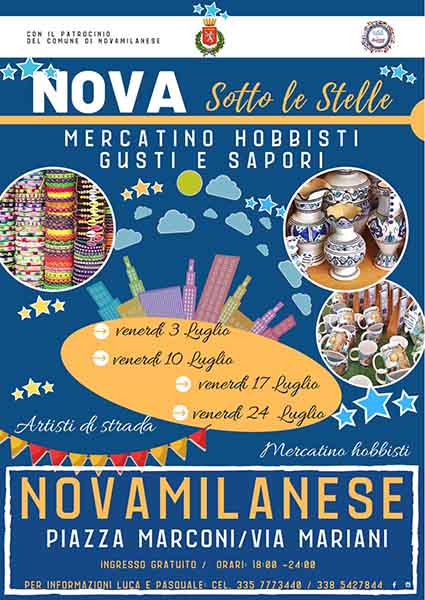 CON IL PATROCINIO
DEL COMUNE DI NOVAMILANESE
NOVA Sotto le Stelle
MERCATINO HOBBISTI
GUSTI E SAPORI
venerdì 3 Luglio
venerdì 10 Luglio
venerdì 17 Luglio
venerdì 24 Luglio
Artisti di strada
Mercatino hobbisti
NOVAMILANESE
PIAZZA MARCONI/VIA MARIANI
INGRESSO GRATUITO / ORARI: 18:00 -24:00
PER INFORMAZIONI LUCA E PASQUALE: CEL. 335 7773440 / 338 5427844